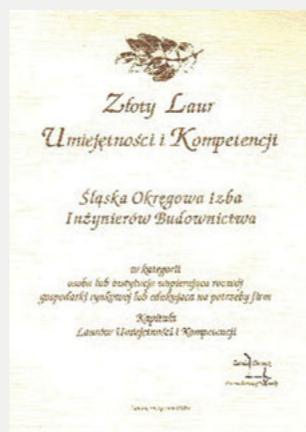 Złoty Laur
Umiejętności i Kompetencji
Śląska Okręgowa Izba
Inżynierów Budownictwa
w kategorii
osoba lub instytucja wspierająca rozwój
gospodarki rynkowej lub edukująca na potrzeby firm
Kapituła
Laurów Umiejętności i Kompetencji